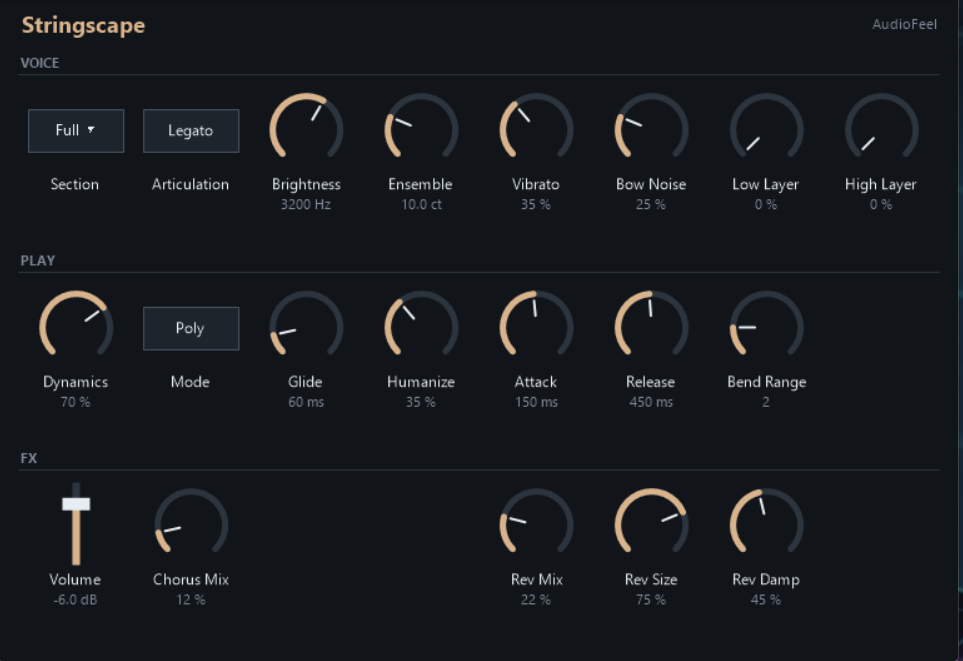 Stringscape
AudioFeel
VOICE
Full
Legato
Section Articulation Brightness Ensemble Vibrato Bow Noise Low Layer High Layer
3200 Hz 10.0 ct 35 % 25 % 0 % 0 %
PLAY
Poly
Dynamics Mode Glide Humanize Attack Release Bend Range
70 % 60 ms 35 % 150 ms 450 ms 2
FX
Volume Chorus Mix Rev Mix Rev Size Rev Damp
-6.0 dB 12 % 22 % 75 % 45 %